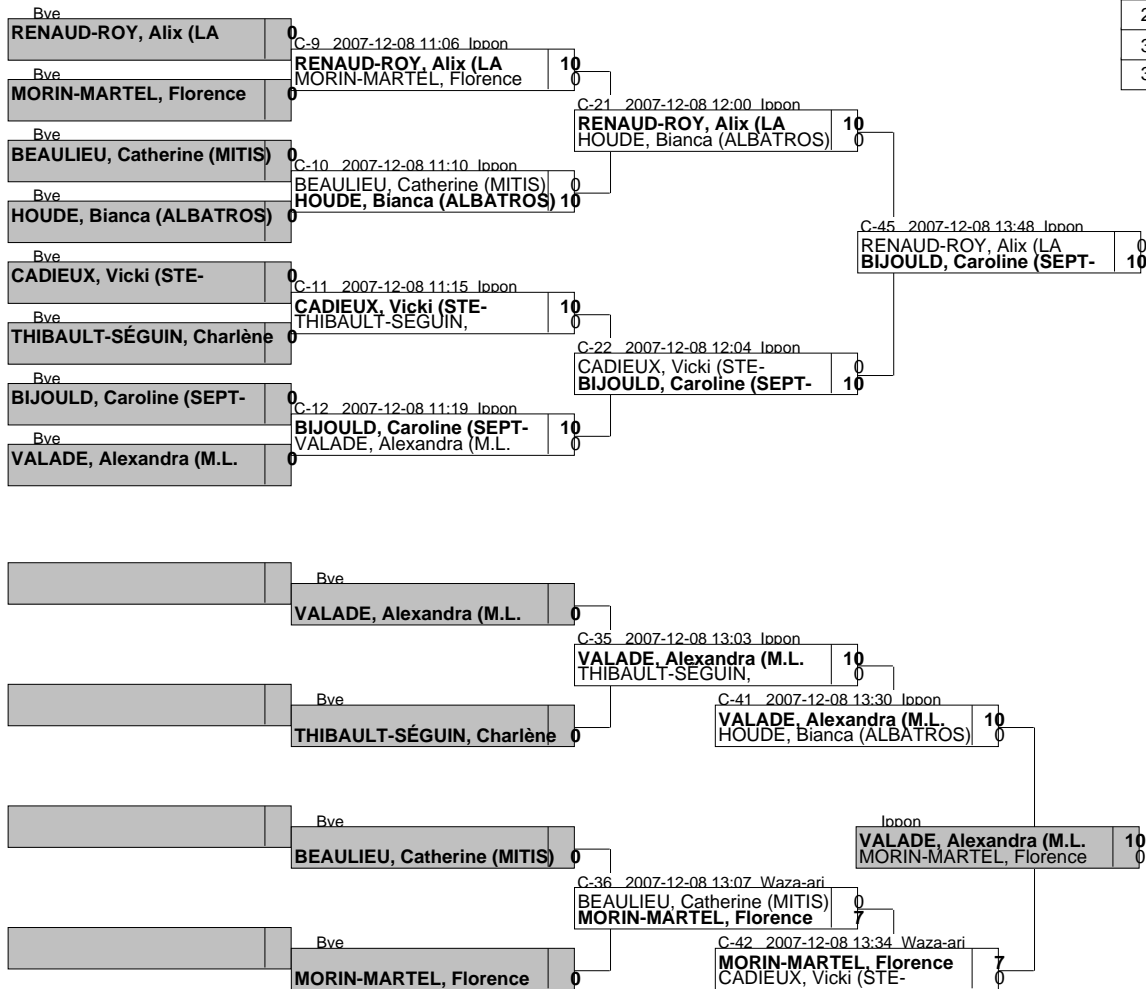 Bye
RENAUD-ROY, Alix (LA 0
Bye
MORIN-MARTEL, Florence 0
Bye
BEAULIEU, Catherine (MITIS) 0
Bye
HOUDE, Bianca (ALBATROS) 0
Bye
CADIEUX, Vicki (STE- 0
Bye
THIBAULT-SÉGUIN, Charlène 0
Bye
BIJOULD, Caroline (SEPT- 0
Bye
VALADE, Alexandra (M.L. 0
C-9 2007-12-08 11:06 Ippon
RENAUD-ROY, Alix (LA 10
MORIN-MARTEL, Florence 0
C-10 2007-12-08 11:10 Ippon
BEAULIEU, Catherine (MITIS) 0
HOUDE, Bianca (ALBATROS) 10
C-11 2007-12-08 11:15 Ippon
CADIEUX, Vicki (STE- 10
THIBAULT-SÉGUIN, 0
C-12 2007-12-08 11:19 Ippon
BIJOULD, Caroline (SEPT- 10
VALADE, Alexandra (M.L. 0
C-21 2007-12-08 12:00 Ippon
RENAUD-ROY, Alix (LA 10
HOUDE, Bianca (ALBATROS) 0
C-22 2007-12-08 12:04 Ippon
CADIEUX, Vicki (STE- 0
BIJOULD, Caroline (SEPT- 10
C-45 2007-12-08 13:48 Ippon
RENAUD-ROY, Alix (LA 0
BIJOULD, Caroline (SEPT- 10
2
3
3
Bye
VALADE, Alexandra (M.L. 0
Bye
THIBAULT-SÉGUIN, Charlène 0
Bye
BEAULIEU, Catherine (MITIS) 0
Bye
MORIN-MARTEL, Florence 0
C-35 2007-12-08 13:03 Ippon
VALADE, Alexandra (M.L. 10
THIBAULT-SÉGUIN, 0
C-36 2007-12-08 13:07 Waza-ari
BEAULIEU, Catherine (MITIS) 0
MORIN-MARTEL, Florence 7
C-41 2007-12-08 13:30 Ippon
VALADE, Alexandra (M.L. 10
HOUDE, Bianca (ALBATROS) 0
C-42 2007-12-08 13:34 Waza-ari
MORIN-MARTEL, Florence 7
CADIEUX, Vicki (STE- 0
Ippon
VALADE, Alexandra (M.L. 10
MORIN-MARTEL, Florence 0